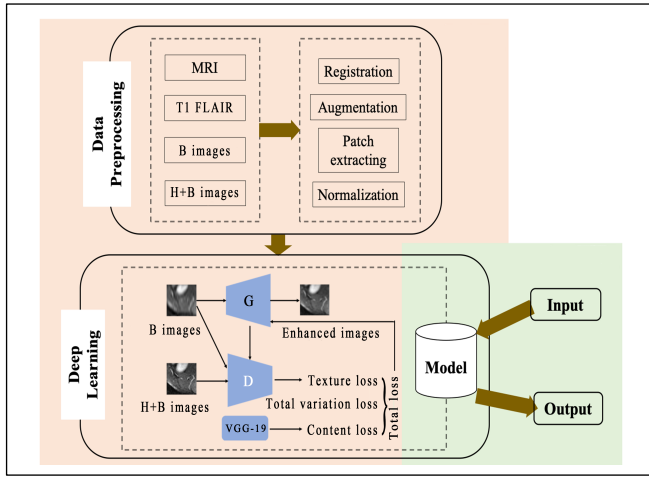 Data
Preprocessing
MRI
T1 FLAIR
B images
H+B images
Registration
Augmentation
Patch
extracting
Normalization
Deep
Learning
G
B images
Enhanced images
D
H+B images
Texture loss
Total variation loss
VGG-19
Content loss
Total loss
Model
Input
Output